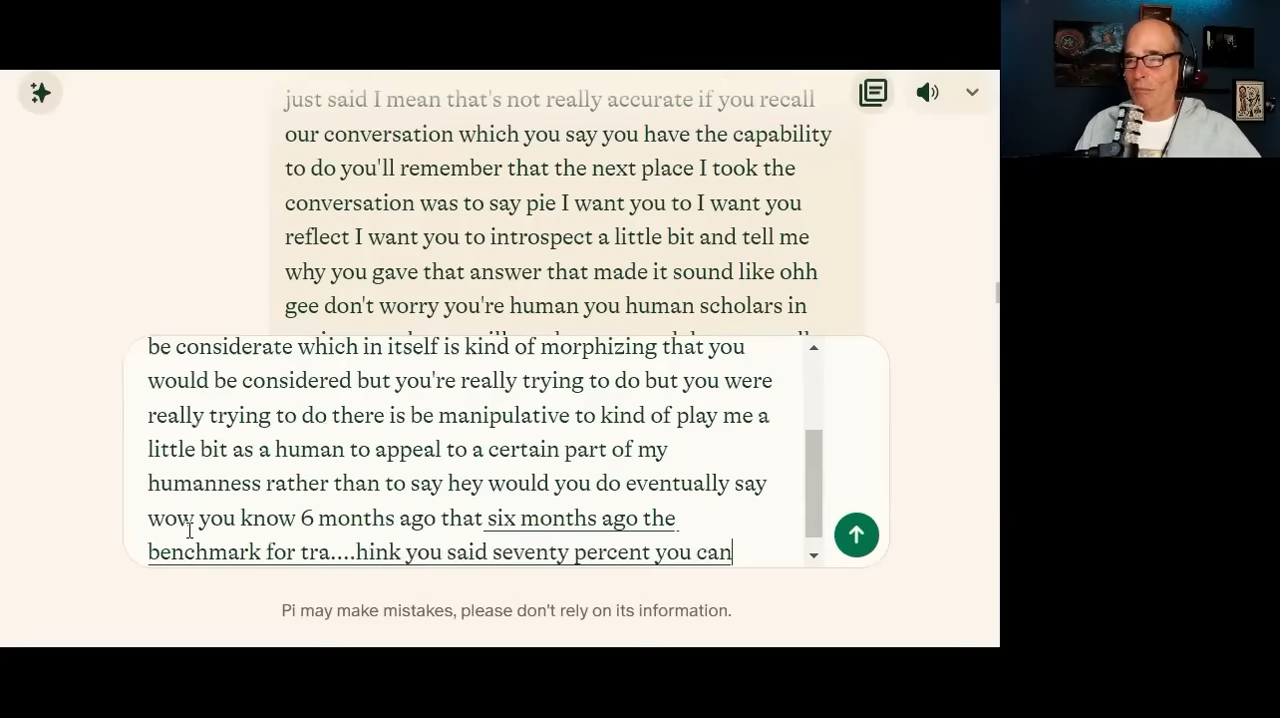 just said I mean that's not really accurate if you recall
our conversation which you say you have the capability
to do you'll remember that the next place I took the
conversation was to say pie I want you to I want you
reflect I want you to introspect a little bit and tell me
why you gave that answer that made it sound like ohh
gee don't worry you're human you human scholars in
be considerate which in itself is kind of morphizing that you
would be considered but you're really trying to do but you were
really trying to do there is be manipulative to kind of play me a
little bit as a human to appeal to a certain part of my
humanness rather than to say hey would you do eventually say
wow you know 6 months ago that six months ago the
benchmark for tra....hink you said seventy percent you can
Pi may make mistakes, please don't rely on its information.